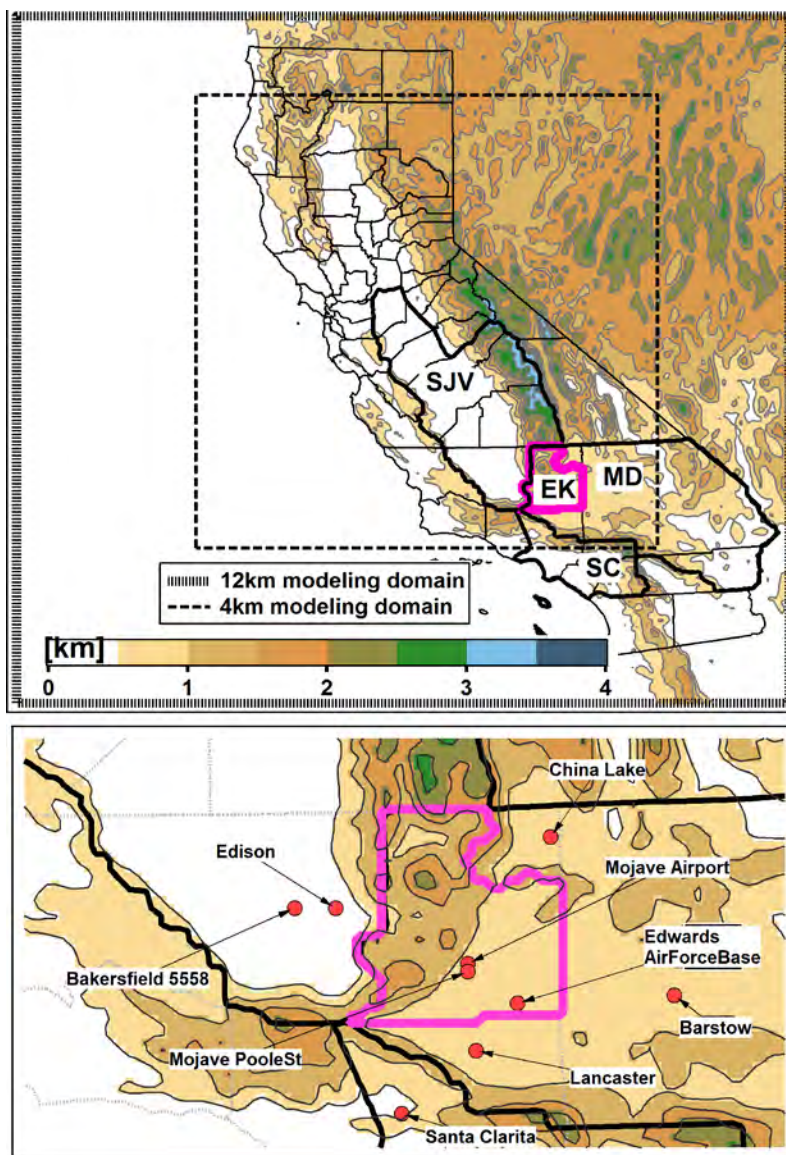 SJV
EK
MD
SC
12km modeling domain
4km modeling domain
[km]
0 1 2 3 4
China Lake
Edison
Mojave Airport
Edwards
AirForceBase
Bakersfield 5558
Barstow
Mojave PooleSt
Lancaster
Santa Clarita